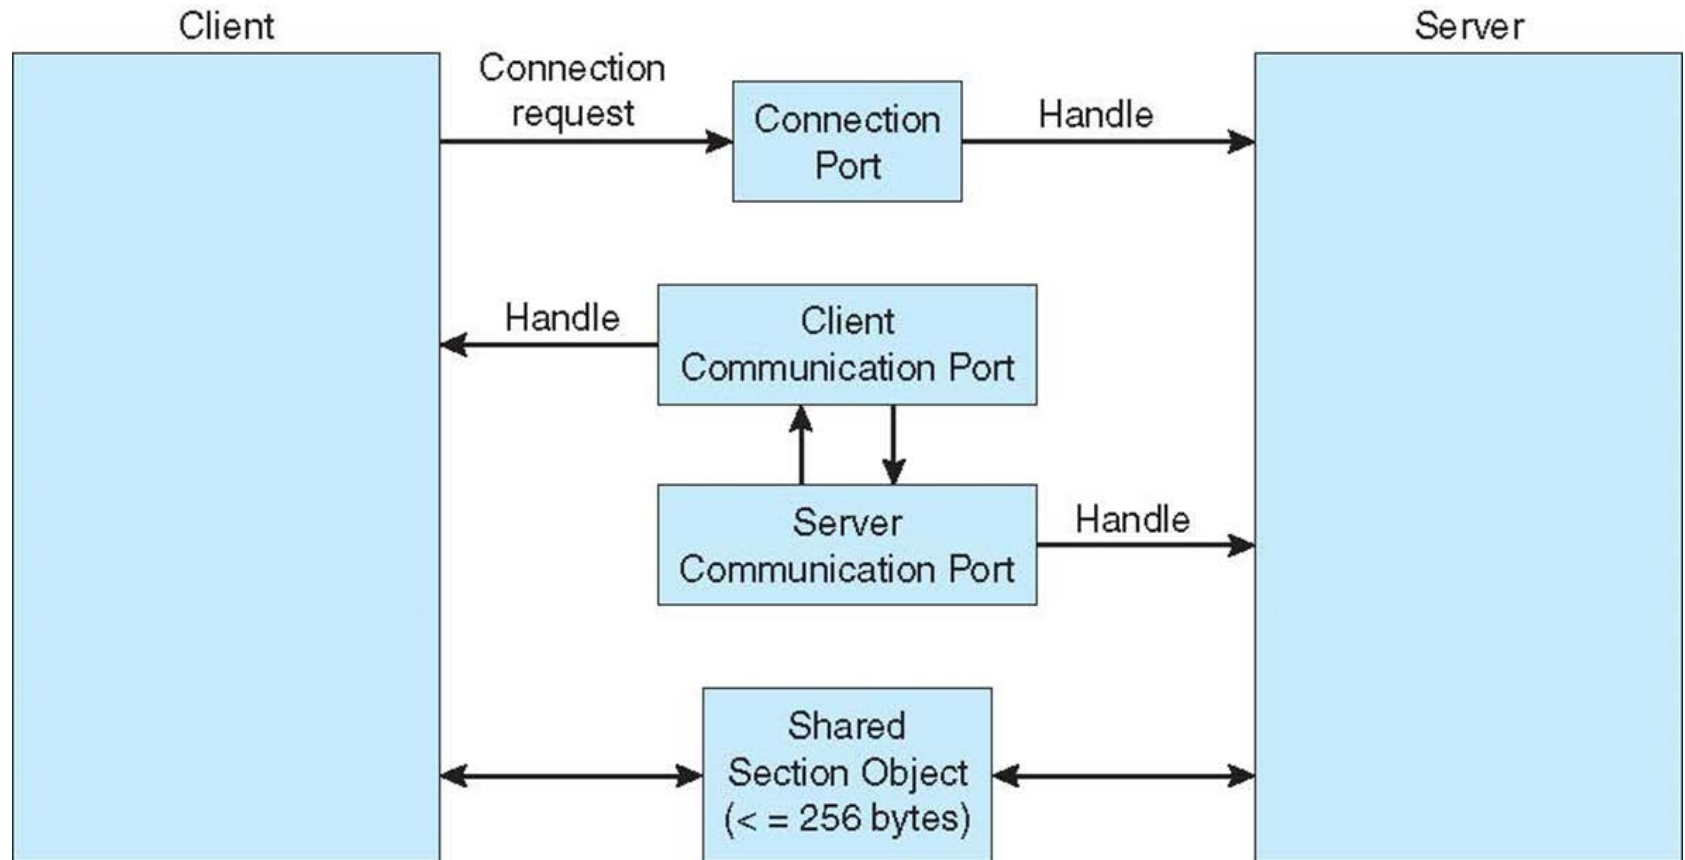 Client
Server
Connection
request
Connection
Port
Handle
Handle
Client
Communication Port
Server
Communication Port
Handle
Shared
Section Object
(< = 256 bytes)